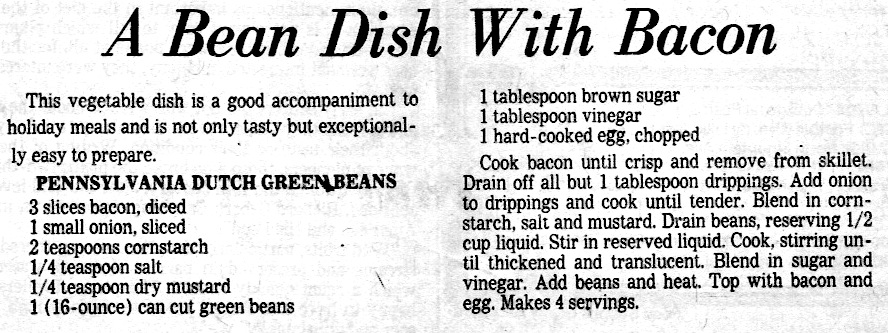 A Bean Dish With Bacon
This vegetable dish is a good accompaniment to
holiday meals and is not only tasty but exceptional-
ly easy to prepare.
PENNSYLVANIA DUTCH GREEN BEANS
3 slices bacon, diced
1 small onion, sliced
2 teaspoons cornstarch
1/4 teaspoon salt
1/4 teaspoon dry mustard
1 (16-ounce) can cut green beans
1 tablespoon brown sugar
1 tablespoon vinegar
1 hard-cooked egg, chopped
Cook bacon until crisp and remove from skillet.
Drain off all but 1 tablespoon drippings. Add onion
to drippings and cook until tender. Blend in corn-
starch, salt and mustard. Drain beans, reserving 1/2
cup liquid. Stir in reserved liquid. Cook, stirring un-
til thickened and translucent. Blend in sugar and
vinegar. Add beans and heat. Top with bacon and
egg. Makes 4 servings.